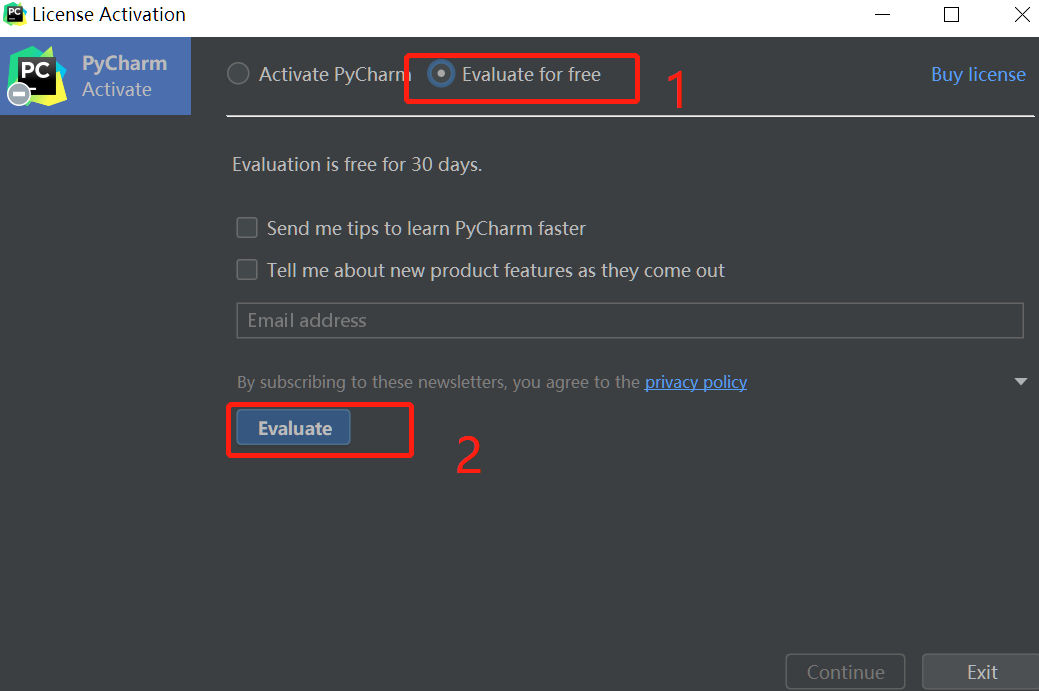 PC License Activation
PC
PyCharm
Activate
Activate PyCharm
Evaluate for free
1
Buy license
Evaluation is free for 30 days.
Send me tips to learn PyCharm faster
Tell me about new product features as they come out
Email address
By subscribing to these newsletters, you agree to the privacy policy
Evaluate
2
Continue
Exit